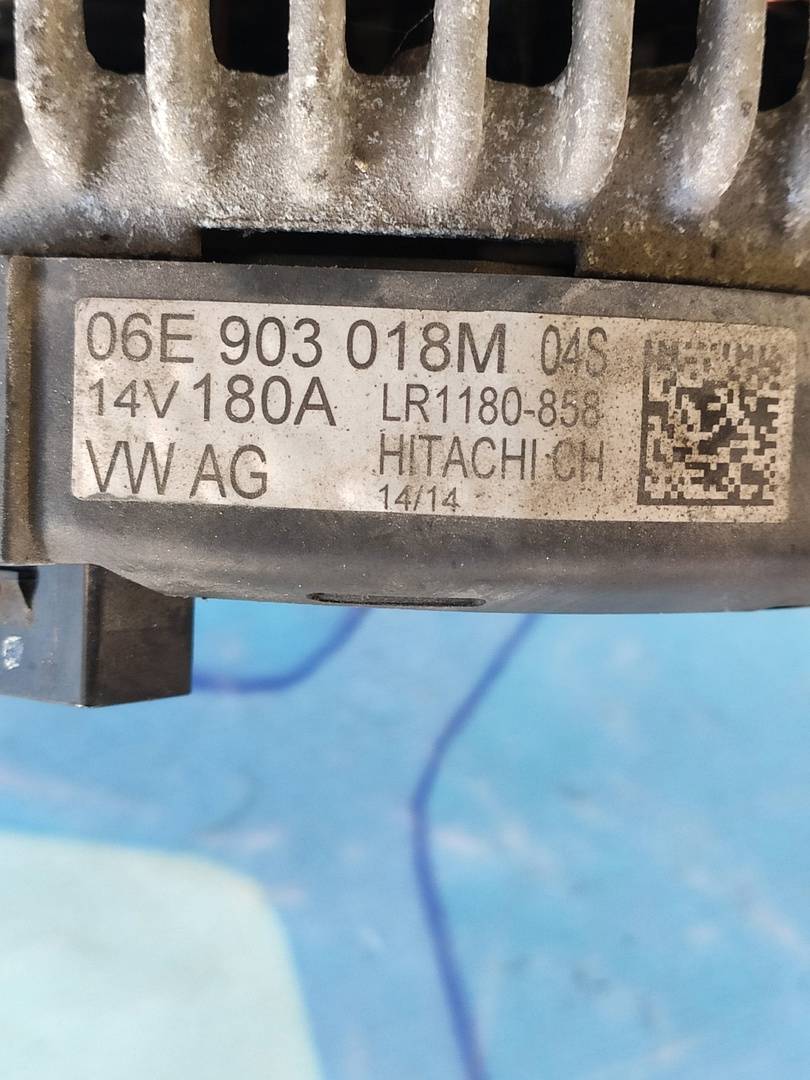 06E 903 018M 04S
14V 180A LR1180-858
VW AG HITACHI CH
14/14